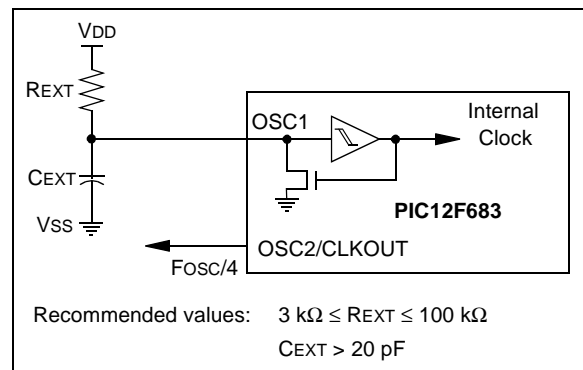 VDD
REXT
OSC1
Internal
Clock
CEXT
PIC12F683
VSS
OSC2/CLKOUT
FOSC/4
Recommended values: 3 kΩ ≤ REXT ≤ 100 kΩ
CEXT > 20 pF